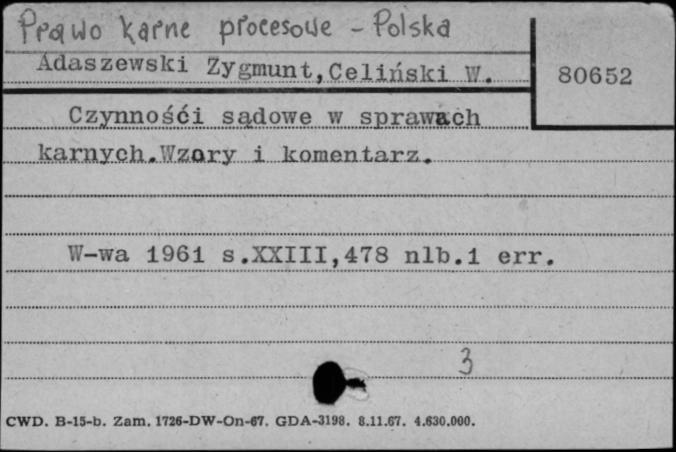 Prawo karne procesowe - Polska
Adaszewski Zygmunt, Celiński W.
80652
Czynnośći sądowe w sprawach
karnych.Wzory i komentarz.
W-wa 1961 s.XXIII,478 nlb.1 err.
3
CWD. B-15-b. Zam. 1726-DW-On-67. GDA-3198. 8.11.67. 4.630.000.